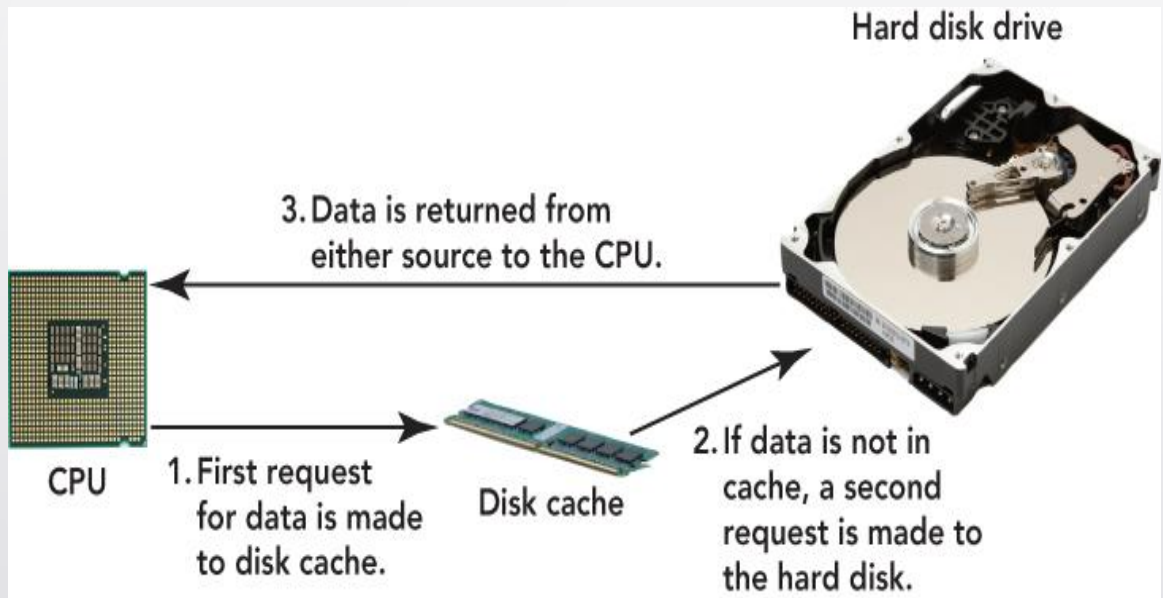 Hard disk drive
3. Data is returned from
either source to the CPU.
CPU
1. First request
for data is made
to disk cache.
Disk cache
2. If data is not in
cache, a second
request is made to
the hard disk.